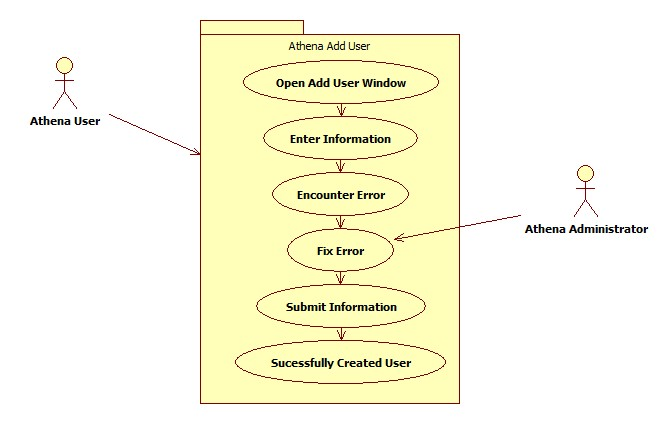 Athena Add User
Open Add User Window
Athena User
Enter Information
Encounter Error
Athena Administrator
Fix Error
Submit Information
Sucessfully Created User